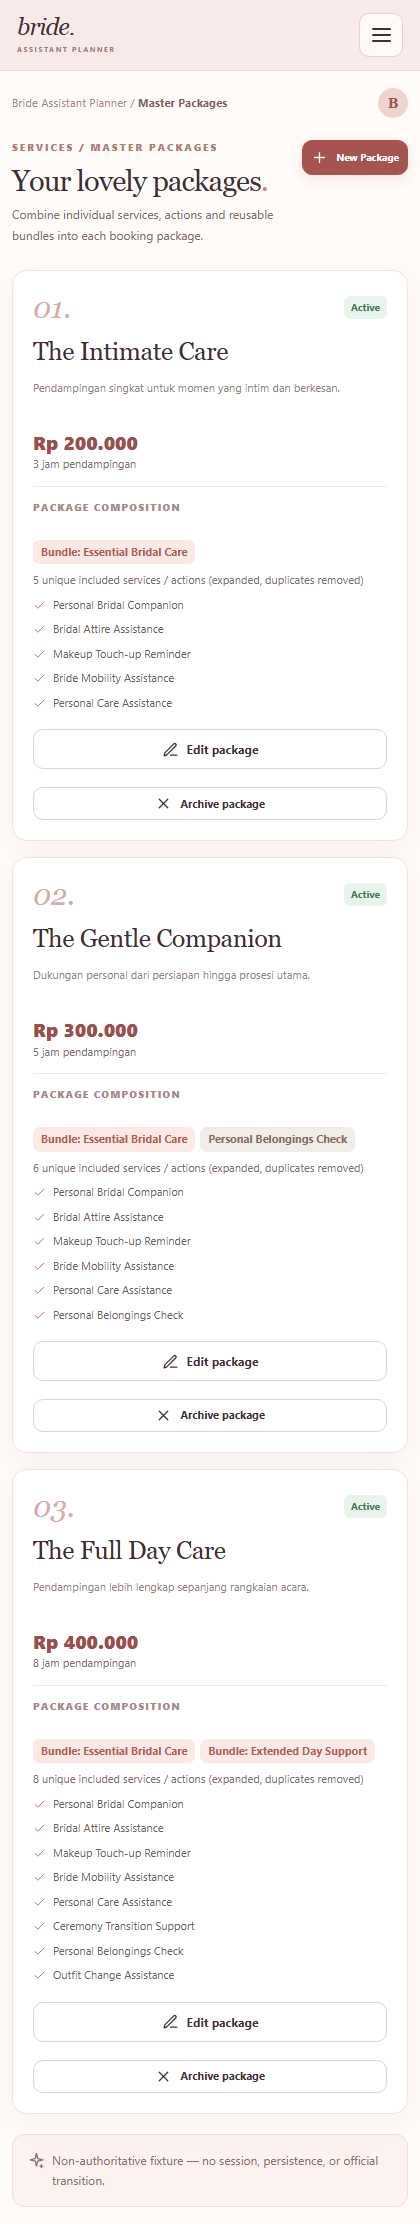 bride.
ASSISTANT PLANNER
Bride Assistant Planner / Master Packages
B
SERVICES / MASTER PACKAGES
New Package
Your lovely packages.
Combine individual services, actions and reusable
bundles into each booking package.
01.
Active
The Intimate Care
Pendampingan singkat untuk momen yang intim dan berkesan.
Rp 200.000
3 jam pendampingan
PACKAGE COMPOSITION
Bundle: Essential Bridal Care
5 unique included services / actions (expanded, duplicates removed)
Personal Bridal Companion
Bridal Attire Assistance
Makeup Touch-up Reminder
Bride Mobility Assistance
Personal Care Assistance
Edit package
Archive package
02.
Active
The Gentle Companion
Dukungan personal dari persiapan hingga prosesi utama.
Rp 300.000
5 jam pendampingan
PACKAGE COMPOSITION
Bundle: Essential Bridal Care Personal Belongings Check
6 unique included services / actions (expanded, duplicates removed)
Personal Bridal Companion
Bridal Attire Assistance
Makeup Touch-up Reminder
Bride Mobility Assistance
Personal Care Assistance
Personal Belongings Check
Edit package
Archive package
03.
Active
The Full Day Care
Pendampingan lebih lengkap sepanjang rangkaian acara.
Rp 400.000
8 jam pendampingan
PACKAGE COMPOSITION
Bundle: Essential Bridal Care Bundle: Extended Day Support
8 unique included services / actions (expanded, duplicates removed)
Personal Bridal Companion
Bridal Attire Assistance
Makeup Touch-up Reminder
Bride Mobility Assistance
Personal Care Assistance
Ceremony Transition Support
Personal Belongings Check
Outfit Change Assistance
Edit package
Archive package
Non-authoritative fixture — no session, persistence, or official
transition.